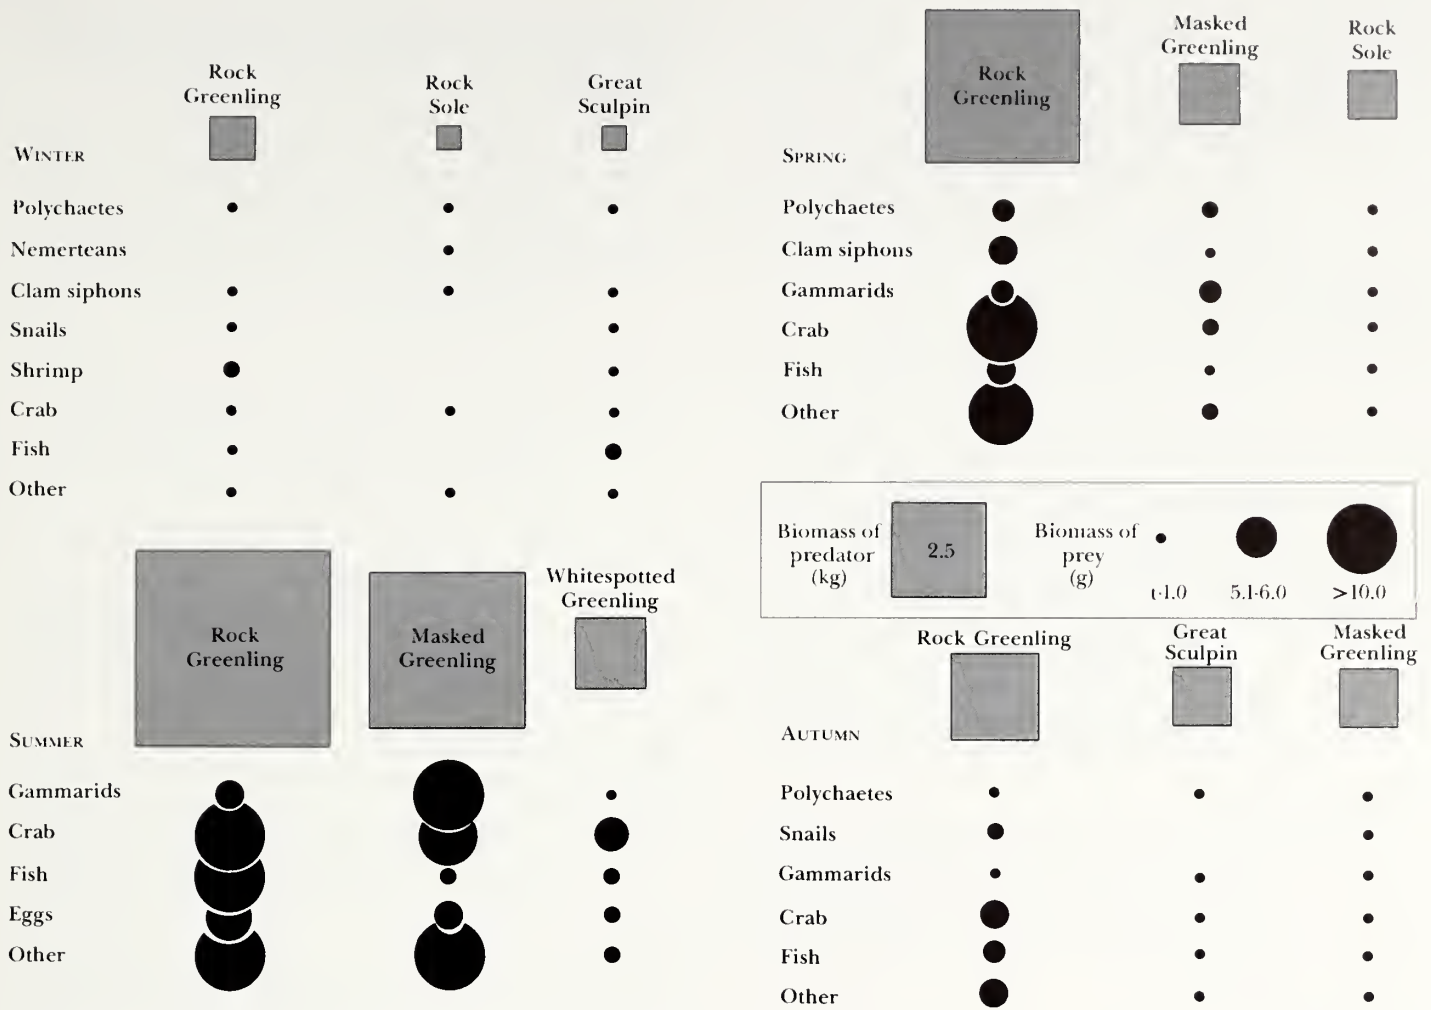 Rock
Greenling
Rock
Sole
Great
Sculpin
WINTER
Polychaetes
Nemerteans
Clam siphons
Snails
Shrimp
Crab
Fish
Other
Rock
Greenling
Masked
Greenling
Rock
Sole
SPRING
Polychaetes
Clam siphons
Gammarids
Crab
Fish
Other
Biomass of
predator
(kg)
2.5
Biomass of
prey
(g)
t-1.0
5.1-6.0
>10.0
Rock
Greenling
Masked
Greenling
Whitespotted
Greenling
SUMMER
Gammarids
Crab
Fish
Eggs
Other
Rock Greenling
Great
Sculpin
Masked
Greenling
AUTUMN
Polychaetes
Snails
Gammarids
Crab
Fish
Other